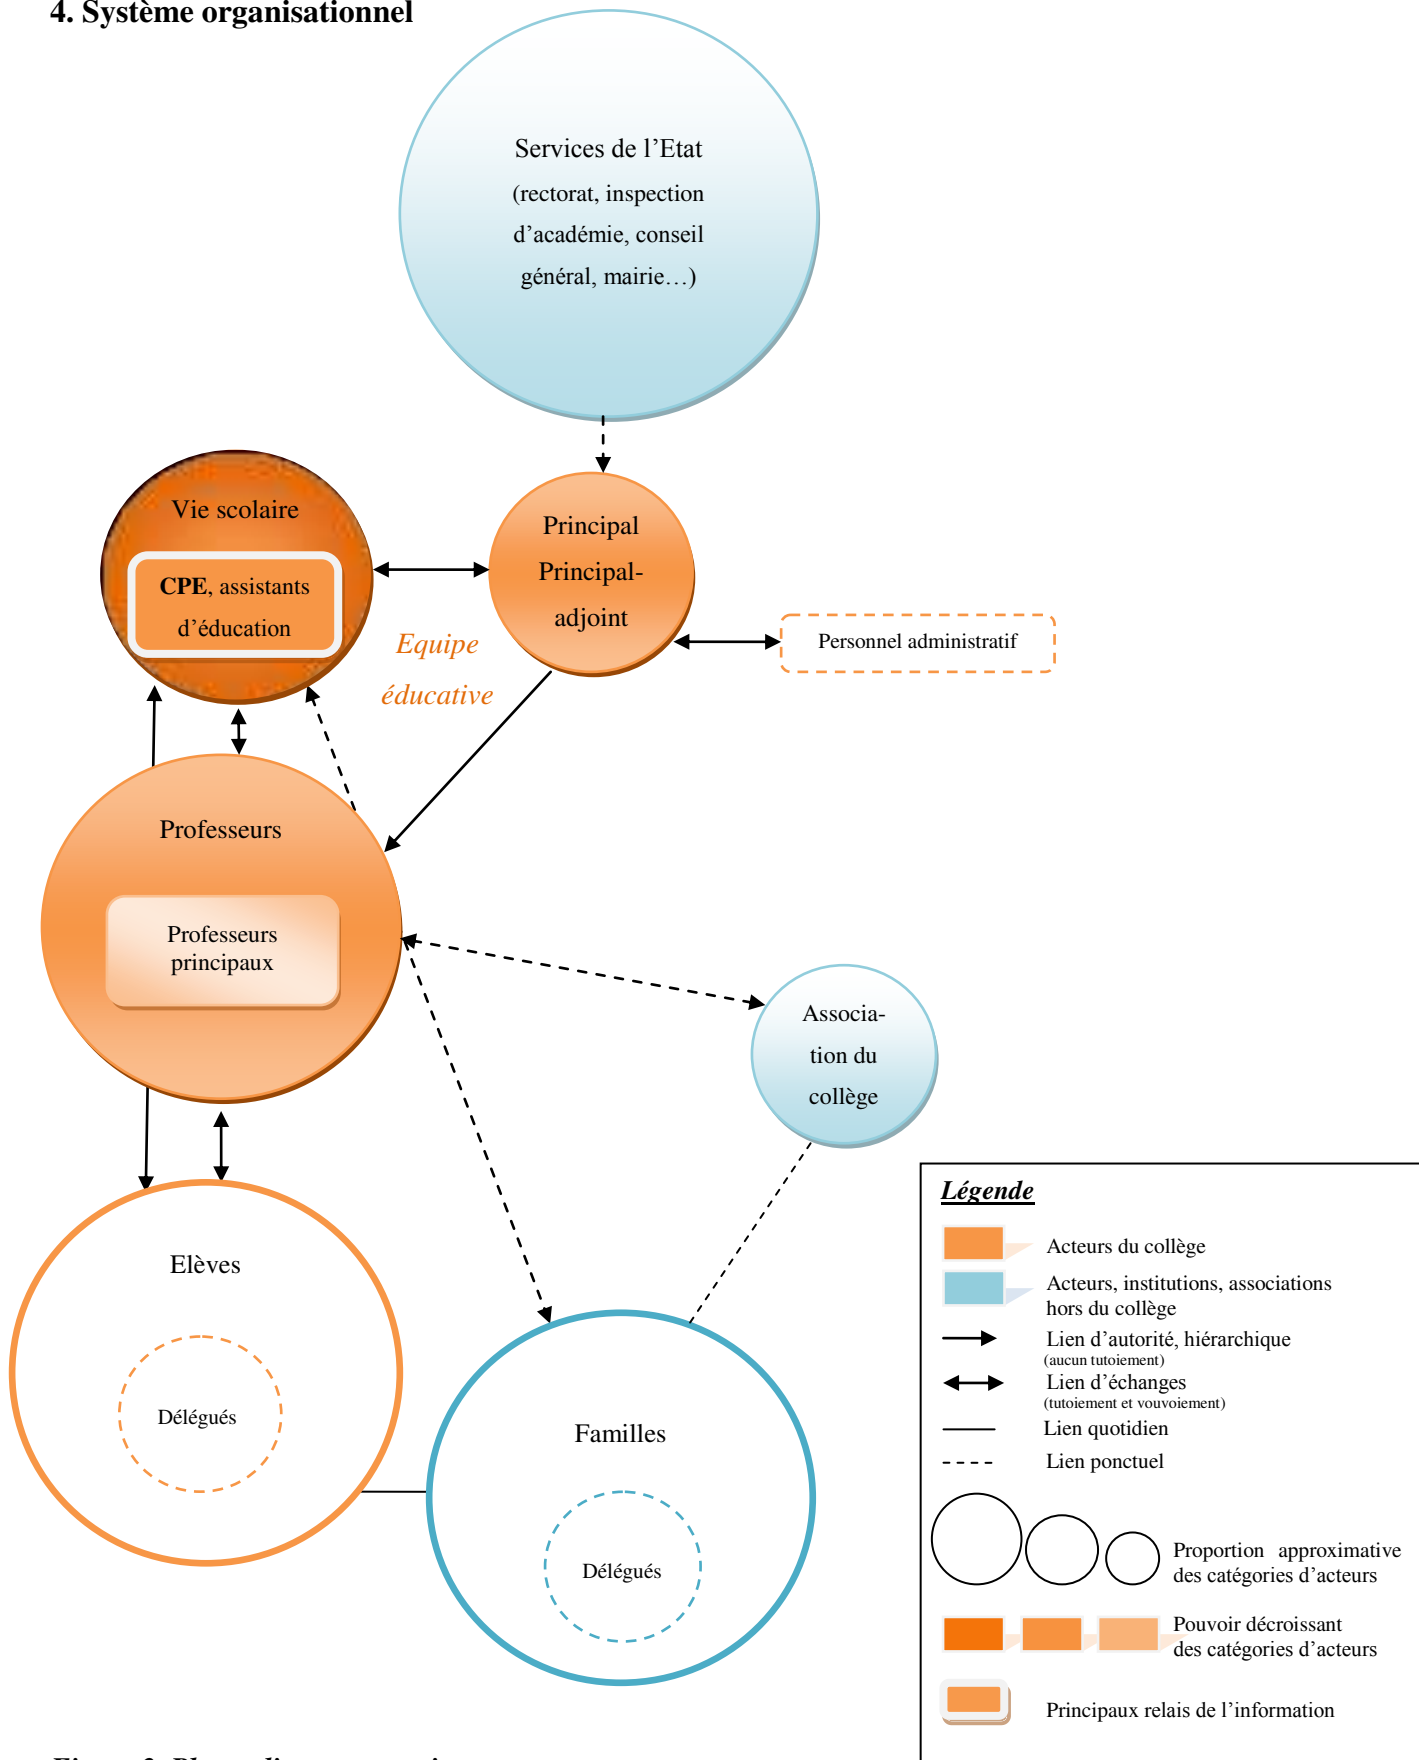 4. Système organisationnel
Services de l’Etat
(rectorat, inspection
d’académie, conseil
général, mairie…)
Vie scolaire
CPE, assistants
d’éducation
Principal
Principal-
adjoint
Equipe
éducative
Personnel administratif
Professeurs
Professeurs
principaux
Associa-
tion du
collège
Elèves
Délégués
Familles
Délégués
Légende
Acteurs du collège
Acteurs, institutions, associations
hors du collège
Lien d’autorité, hiérarchique
(aucun tutoiement)
Lien d’échanges
(tutoiement et vouvoiement)
Lien quotidien
Lien ponctuel
Proportion approximative
des catégories d’acteurs
Pouvoir décroissant
des catégories d’acteurs
Principaux relais de l’information